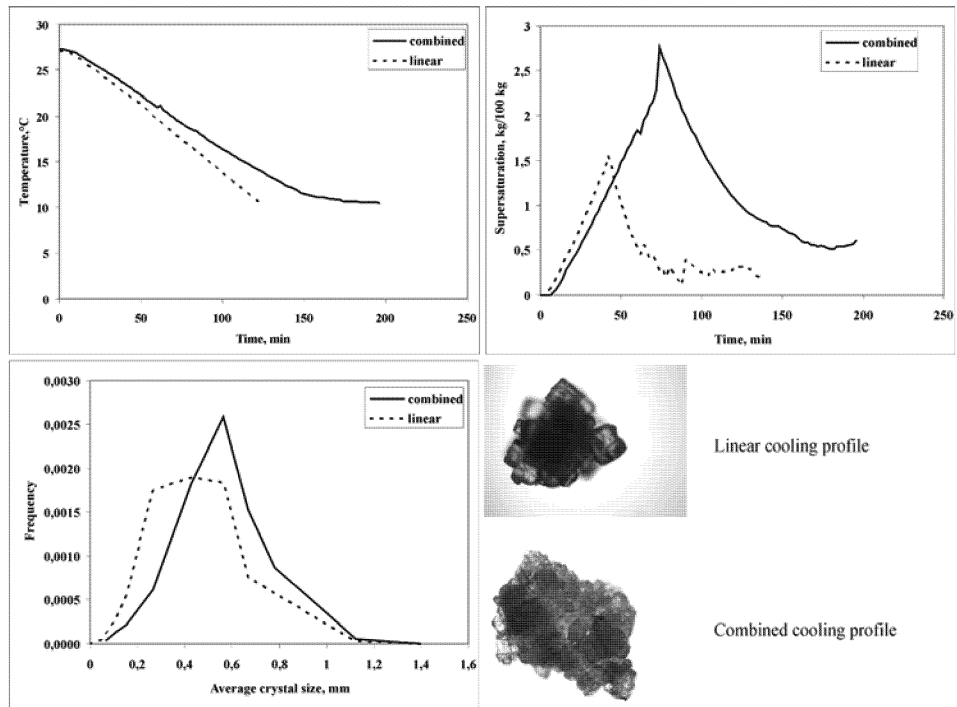 30
25
20
15
10
5
0
Temperature,°C
combined
linear
0 50 100 150 200 250
Time, min
3
2,5
2
1,5
1
0,5
0
Supersaturation, kg/100 kg
combined
linear
0 50 100 150 200 250
Time, min
0,0030
0,0025
0,0020
0,0015
0,0010
0,0005
0,0000
Frequency
combined
linear
0 0,2 0,4 0,6 0,8 1 1,2 1,4 1,6
Average crystal size, mm
Linear cooling profile
Combined cooling profile